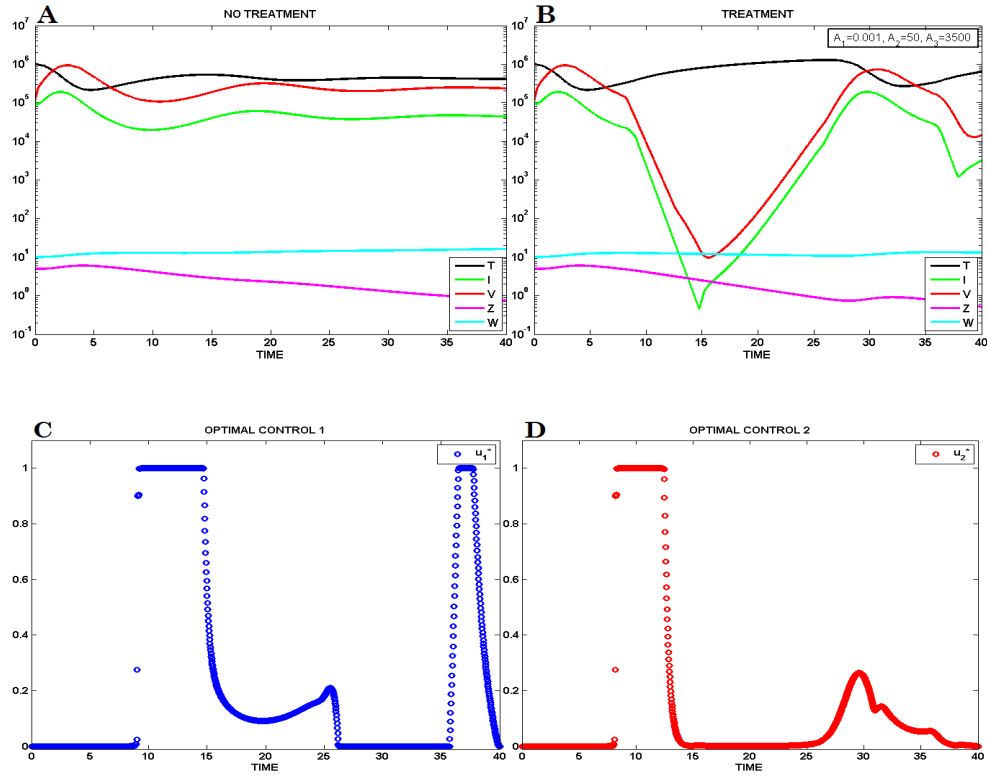 A
NO TREATMENT
10^7
10^6
10^5
10^4
10^3
10^2
10^1
10^0
10^-1
0 5 10 15 20 25 30 35 40
TIME
T
I
V
Z
W
B
TREATMENT
A_1=0.001, A_2=50, A_3=3500
10^7
10^6
10^5
10^4
10^3
10^2
10^1
10^0
10^-1
0 5 10 15 20 25 30 35 40
TIME
T
I
V
Z
W
C
OPTIMAL CONTROL 1
u_1^*
1
0.8
0.6
0.4
0.2
0
0 5 10 15 20 25 30 35 40
TIME
D
OPTIMAL CONTROL 2
u_2^*
1
0.8
0.6
0.4
0.2
0
0 5 10 15 20 25 30 35 40
TIME